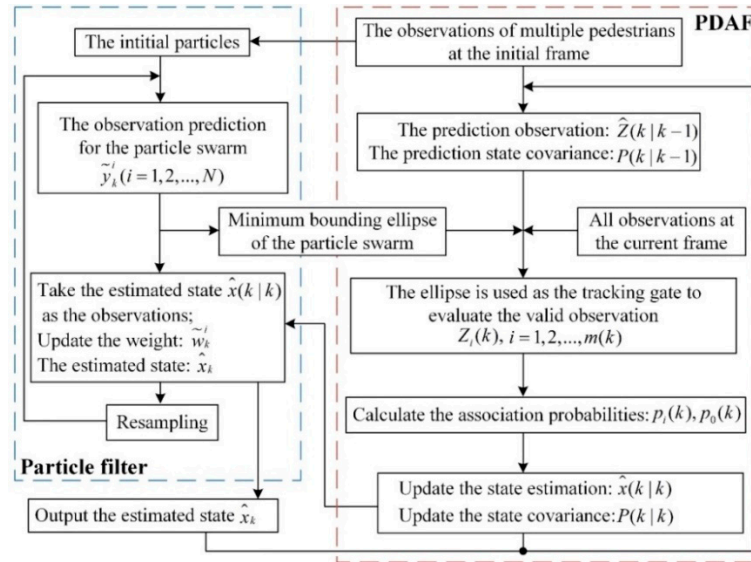 The intitial particles
The observations of multiple pedestrians
at the initial frame
PDAF
The observation prediction
for the particle swarm
ỹ_k^i (i = 1, 2, ..., N)
The prediction observation: Ẑ(k | k−1)
The prediction state covariance: P(k | k−1)
Minimum bounding ellipse
of the particle swarm
All observations at
the current frame
Take the estimated state x̂(k | k)
as the observations;
Update the weight: w̃_k^i
The estimated state: x̂_k
The ellipse is used as the tracking gate to
evaluate the valid observation
Z_i(k), i = 1, 2, ..., m(k)
Resampling
Calculate the association probabilities: p_i(k), p_0(k)
Particle filter
Update the state estimation: x̂(k | k)
Update the state covariance: P(k | k)
Output the estimated state x̂_k